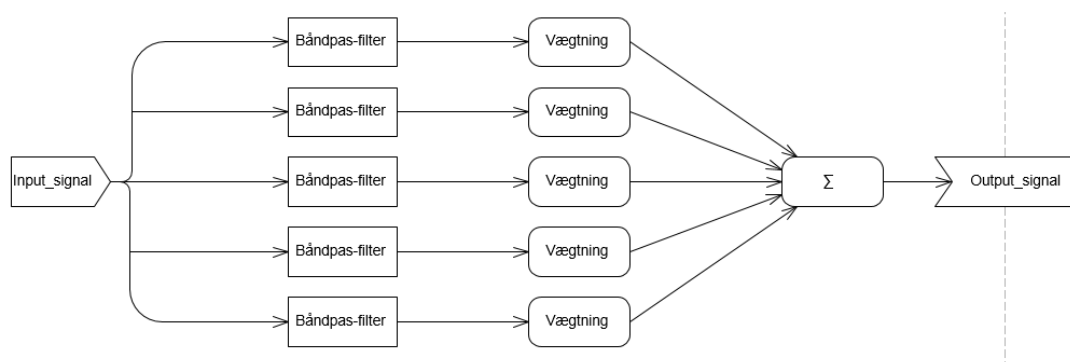 Båndpas-filter
Vægtning
Båndpas-filter
Vægtning
Input_signal
Båndpas-filter
Vægtning
Σ
Output_signal
Båndpas-filter
Vægtning
Båndpas-filter
Vægtning